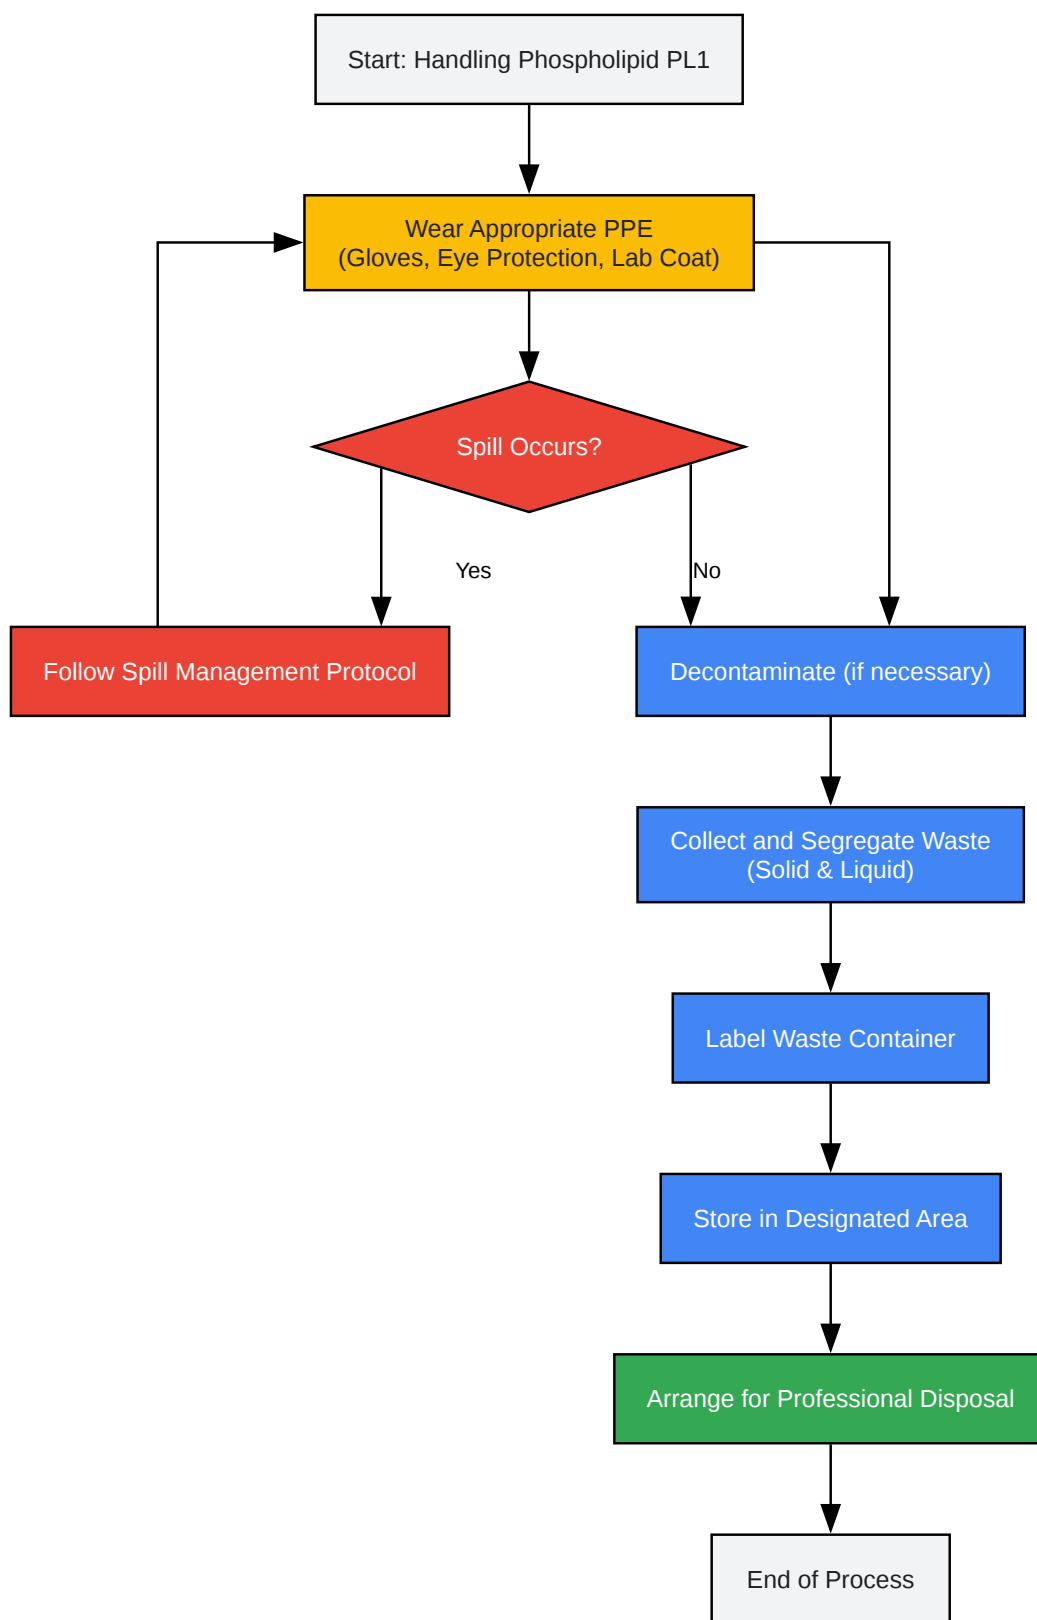 Start: Handling Phospholipid PL1
Wear Appropriate PPE
(Gloves, Eye Protection, Lab Coat)
Spill Occurs?
Yes
No
Follow Spill Management Protocol
Decontaminate (if necessary)
Collect and Segregate Waste
(Solid & Liquid)
Label Waste Container
Store in Designated Area
Arrange for Professional Disposal
End of Process